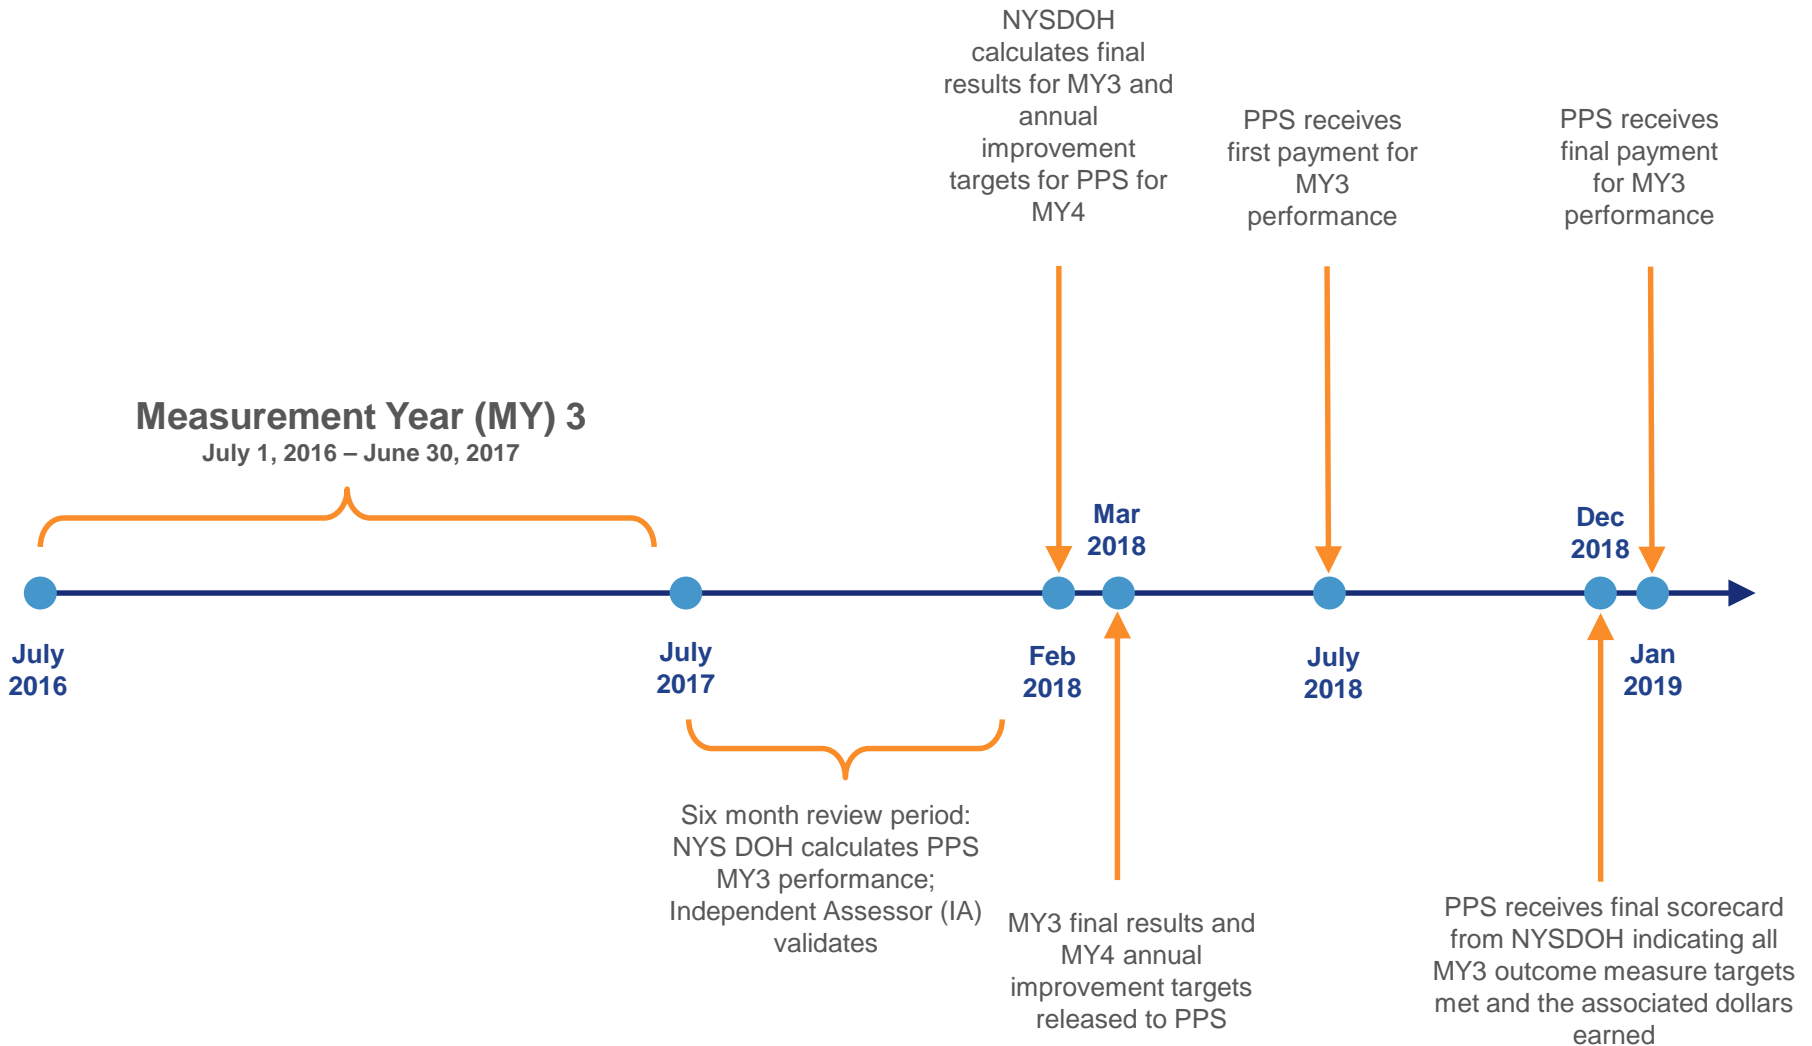 NYSDOH
calculates final
results for MY3 and
annual
improvement
targets for PPS for
MY4
PPS receives
first payment for
MY3
performance
PPS receives
final payment
for MY3
performance
Measurement Year (MY) 3
July 1, 2016 – June 30, 2017
Mar
2018
Dec
2018
July
2016
July
2017
Feb
2018
July
2018
Jan
2019
Six month review period:
NYS DOH calculates PPS
MY3 performance;
Independent Assessor (IA)
validates
MY3 final results and
MY4 annual
improvement targets
released to PPS
PPS receives final scorecard
from NYSDOH indicating all
MY3 outcome measure targets
met and the associated dollars
earned